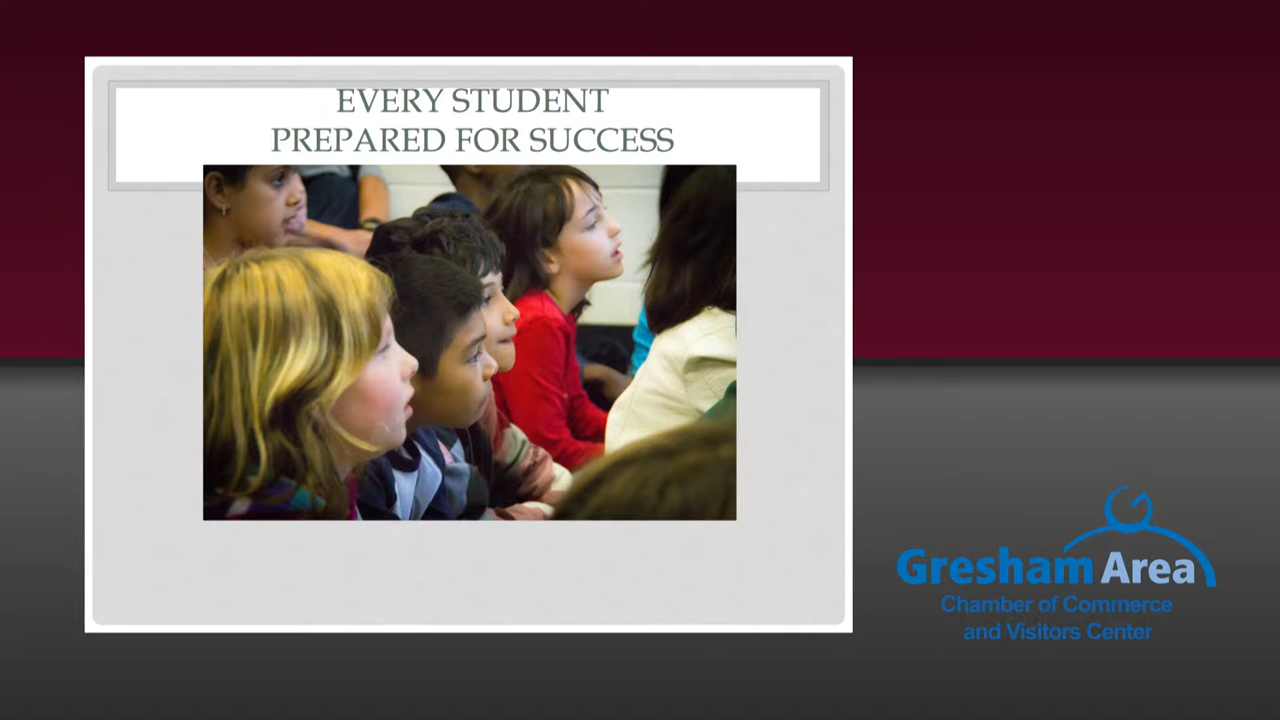 EVERY STUDENT
PREPARED FOR SUCCESS
Gresham Area
Chamber of Commerce
and Visitors Center